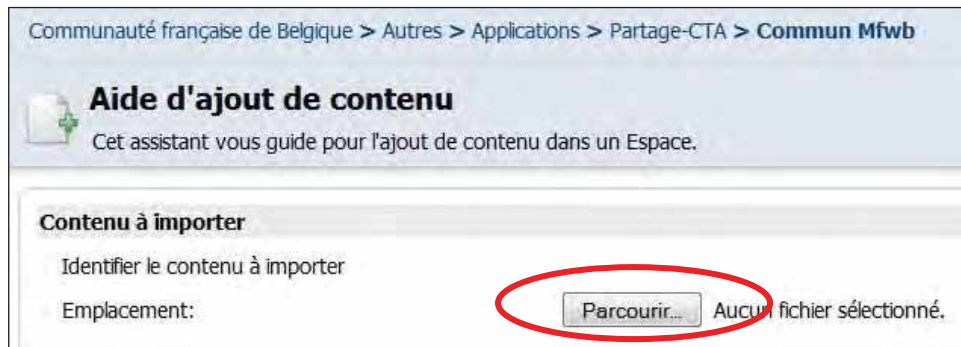 Communauté française de Belgique > Autres > Applications > Partage-CTA > Commun Mfwb
Aide d'ajout de contenu
Cet assistant vous guide pour l'ajout de contenu dans un Espace.
Contenu à importer
Identifier le contenu à importer
Emplacement: Parcourir... Aucun fichier sélectionné.